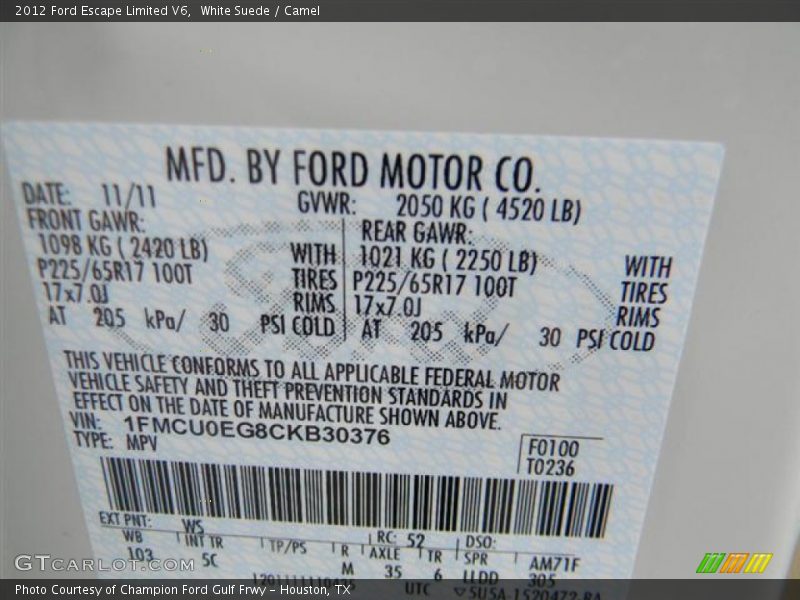 2012 Ford Escape Limited V6,  White Suede / Camel
MFD. BY FORD MOTOR CO.
DATE: 11/11
GVWR: 2050 KG ( 4520 LB)
FRONT GAWR:
1098 KG ( 2420 LB) WITH
P225/65R17 100T TIRES
17x7.0J RIMS
AT 205 kPa/ 30 PSI COLD
REAR GAWR:
1021 KG ( 2250 LB) WITH
P225/65R17 100T TIRES
17x7.0J RIMS
AT 205 kPa/ 30 PSI COLD
THIS VEHICLE CONFORMS TO ALL APPLICABLE FEDERAL MOTOR
VEHICLE SAFETY AND THEFT PREVENTION STANDARDS IN
EFFECT ON THE DATE OF MANUFACTURE SHOWN ABOVE.
VIN: 1FMCU0EG8CKB30376
TYPE: MPV
F0100
T0236
EXT PNT: WS RC: 52 DSO:
WB INT TR TP/PS R AXLE TR SPR AM71F
103 5C M 35 6 LLDD 305
UTC
GTCARLOT.COM
Photo Courtesy of Champion Ford Gulf Frwy – Houston, TX